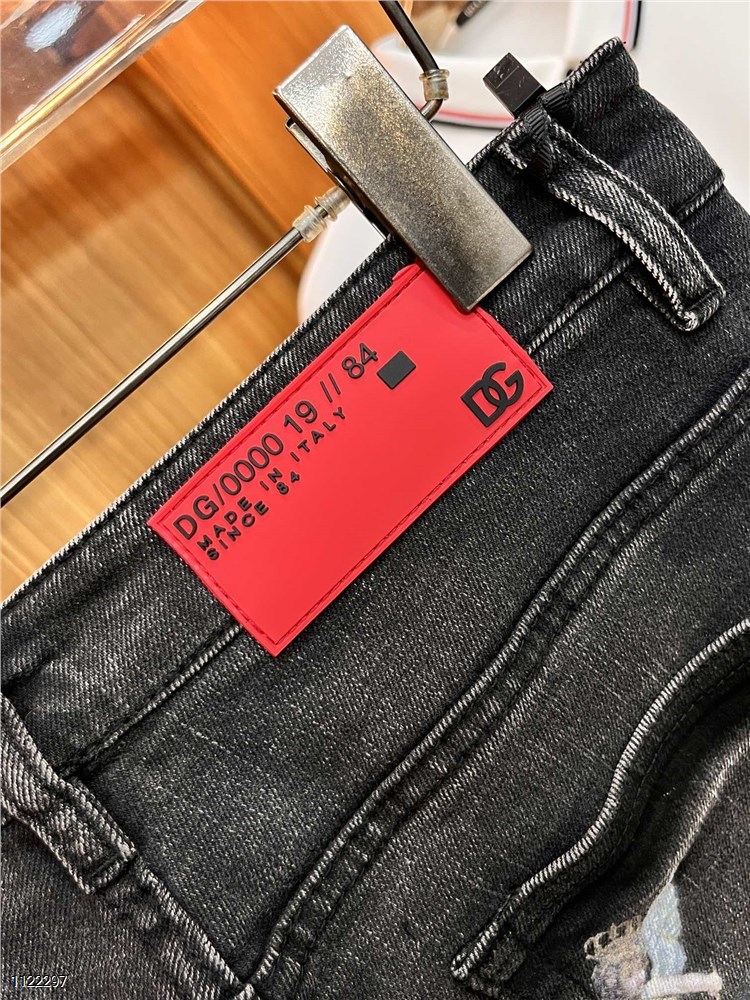 DG/0000 19 // 84
MADE IN ITALY
SINCE 84
DG
1122297